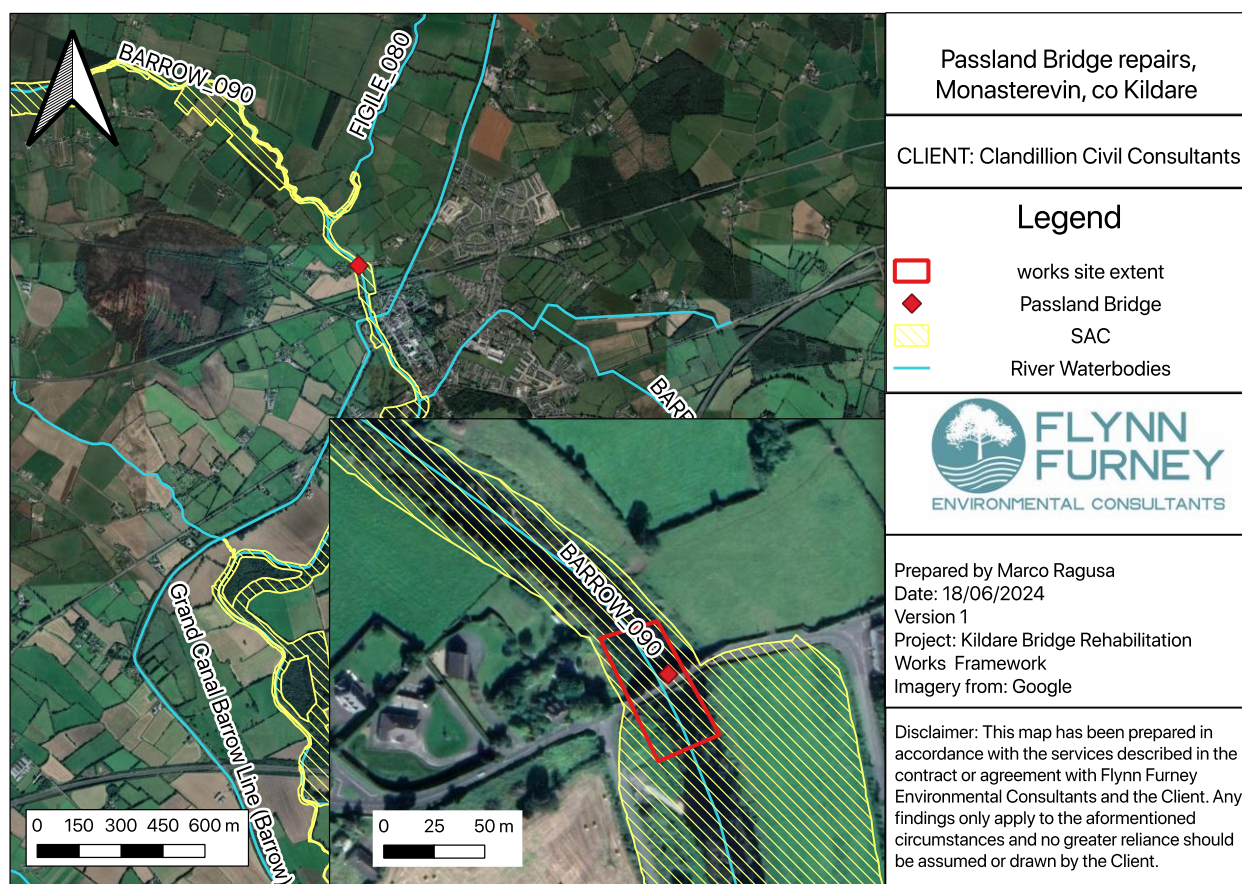 BARROW_090
FIGILE_080
BARR
BARROW_090
Grand Canal Barrow Line (Barrow)
0 150 300 450 600 m
0 25 50 m
Passland Bridge repairs,
Monasterevin, co Kildare
CLIENT: Clandillion Civil Consultants
Legend
works site extent
Passland Bridge
SAC
River Waterbodies
FLYNN
FURNEY
ENVIRONMENTAL CONSULTANTS
Prepared by Marco Ragusa
Date: 18/06/2024
Version 1
Project: Kildare Bridge Rehabilitation
Works Framework
Imagery from: Google
Disclaimer: This map has been prepared in
accordance with the services described in the
contract or agreement with Flynn Furney
Environmental Consultants and the Client. Any
findings only apply to the aformentioned
circumstances and no greater reliance should
be assumed or drawn by the Client.